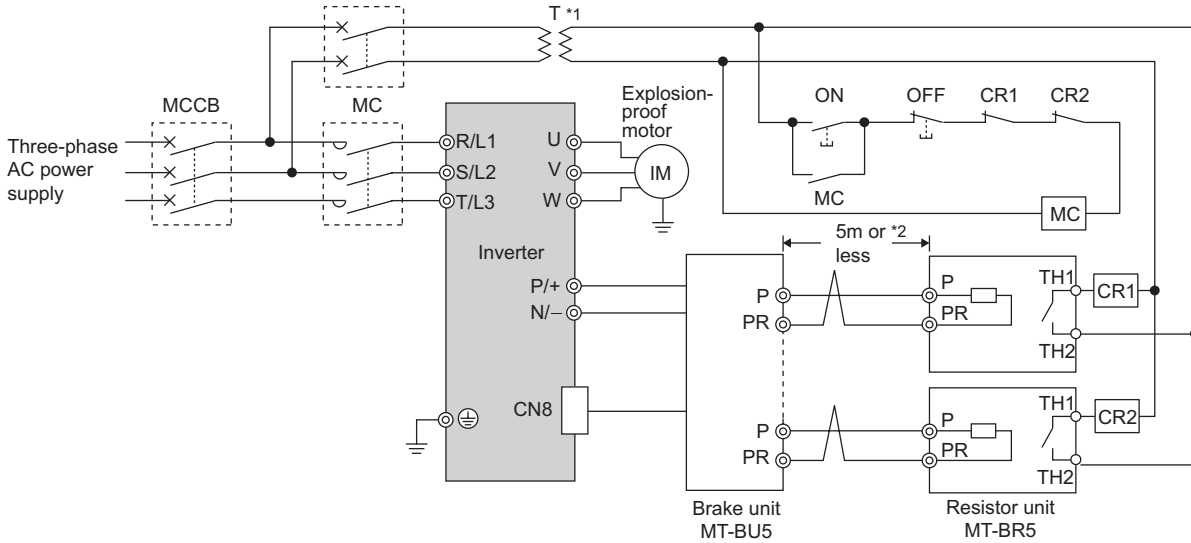 T *1
MCCB
MC
Explosion-
proof
motor
ON
OFF
CR1
CR2
Three-phase
AC power
supply
R/L1
S/L2
T/L3
U
V
W
IM
MC
MC
Inverter
5m or *2
less
P/+
N/−
P
PR
P
PR
TH1
CR1
TH2
CN8
P
PR
P
PR
TH1
CR2
TH2
Brake unit
MT-BU5
Resistor unit
MT-BR5